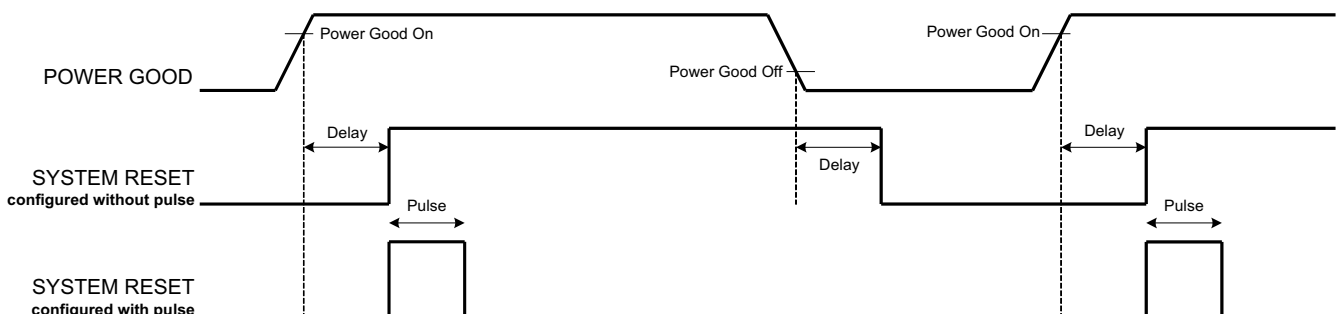 Power Good On
Power Good On
POWER GOOD
Power Good Off
Delay
Delay
Delay
SYSTEM RESET
configured without pulse
Pulse
Pulse
SYSTEM RESET
configured with pulse